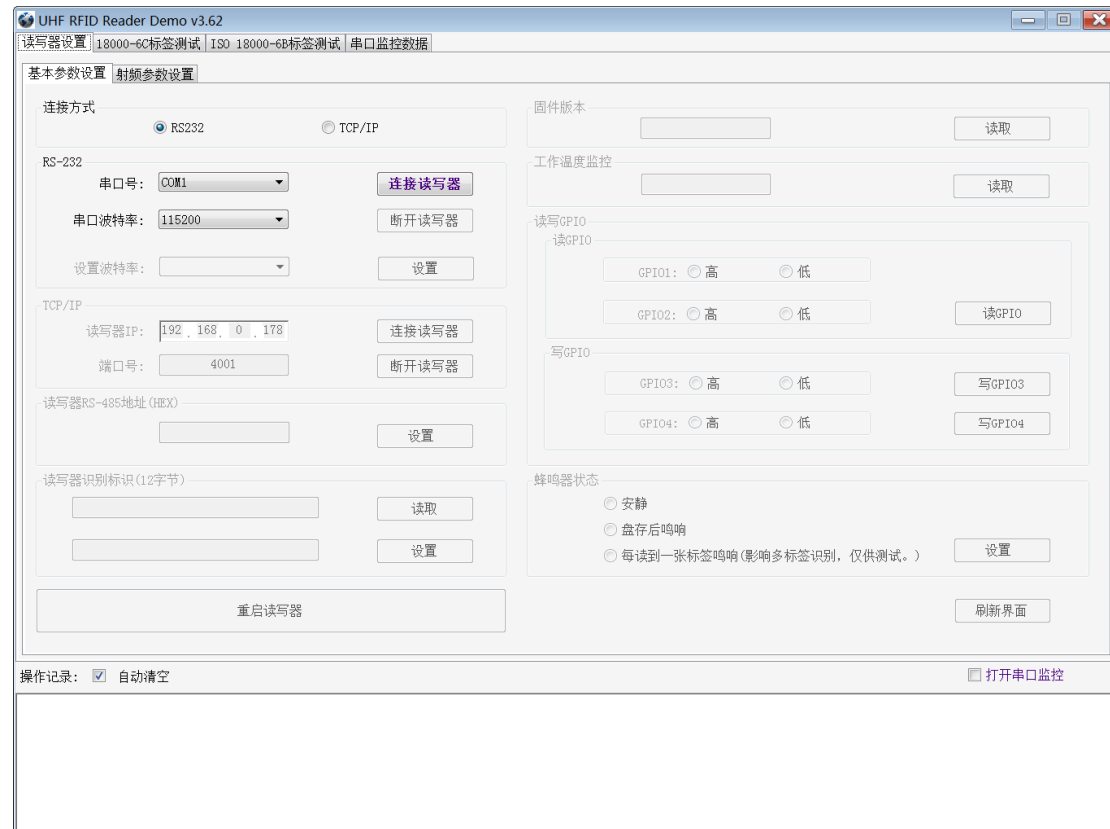 UHF RFID Reader Demo v3.62
读写器设置 18000-6C标签测试 ISO 18000-6B标签测试 串口监控数据
基本参数设置 射频参数设置
连接方式
RS232 TCP/IP
RS-232
串口号: COM1 连接读写器
串口波特率: 115200 断开读写器
设置波特率: 设置
TCP/IP
读写器IP: 192 . 168 . 0 . 178 连接读写器
端口号: 4001 断开读写器
读写器RS-485地址(HEX)
设置
读写器识别标识(12字节)
读取
设置
重启读写器
固件版本
读取
工作温度监控
读取
读写GPIO
读GPIO
GPIO1: 高 低
GPIO2: 高 低 读GPIO
写GPIO
GPIO3: 高 低 写GPIO3
GPIO4: 高 低 写GPIO4
蜂鸣器状态
安静
盘存后鸣响
每读到一张标签鸣响(影响多标签识别, 仅供测试。) 设置
刷新界面
操作记录: 自动清空 打开串口监控